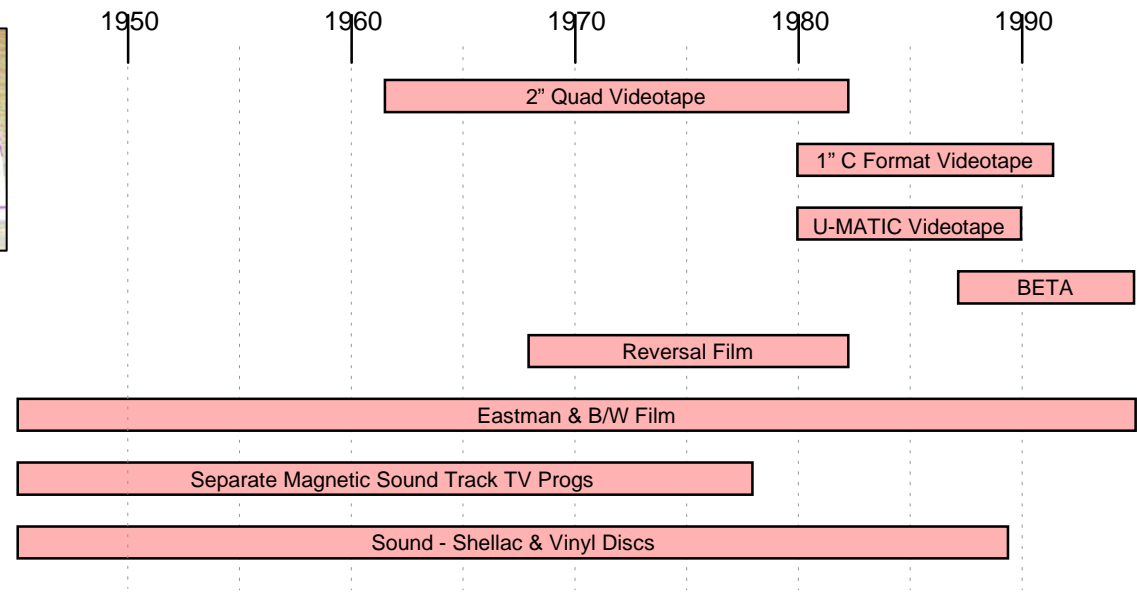 1950 1960 1970 1980 1990
2” Quad Videotape
1” C Format Videotape
U-MATIC Videotape
BETA
Reversal Film
Eastman & B/W Film
Separate Magnetic Sound Track TV Progs
Sound - Shellac & Vinyl Discs